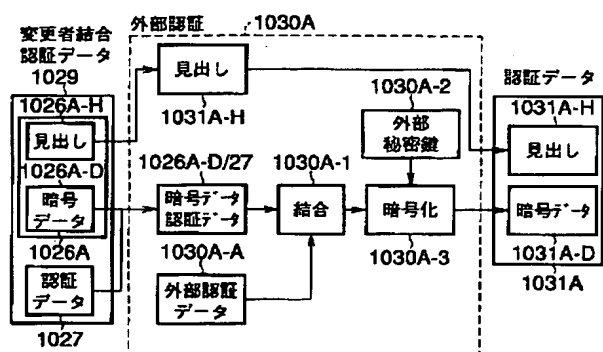 変更者結合
認証データ
1029
1026A-H
見出し
1026A-D
暗号
データ
1026A
認証
データ
1027
外部認証
1030A
見出し
1031A-H
1026A-D/27
暗号データ
認証データ
1030A-A
外部認証
データ
1030A-1
結合
1030A-2
外部
秘密鍵
暗号化
1030A-3
認証データ
1031A-H
見出し
暗号データ
1031A-D
1031A